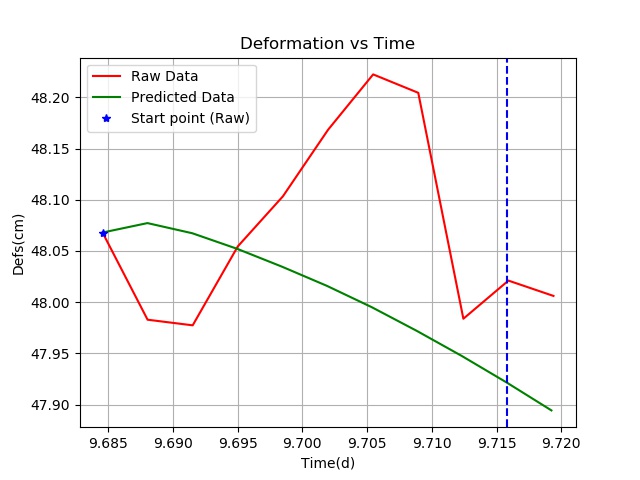 Deformation vs Time
Raw Data
Predicted Data
Start point (Raw)
48.20
48.15
48.10
48.05
48.00
47.95
47.90
Defs(cm)
9.685 9.690 9.695 9.700 9.705 9.710 9.715 9.720
Time(d)